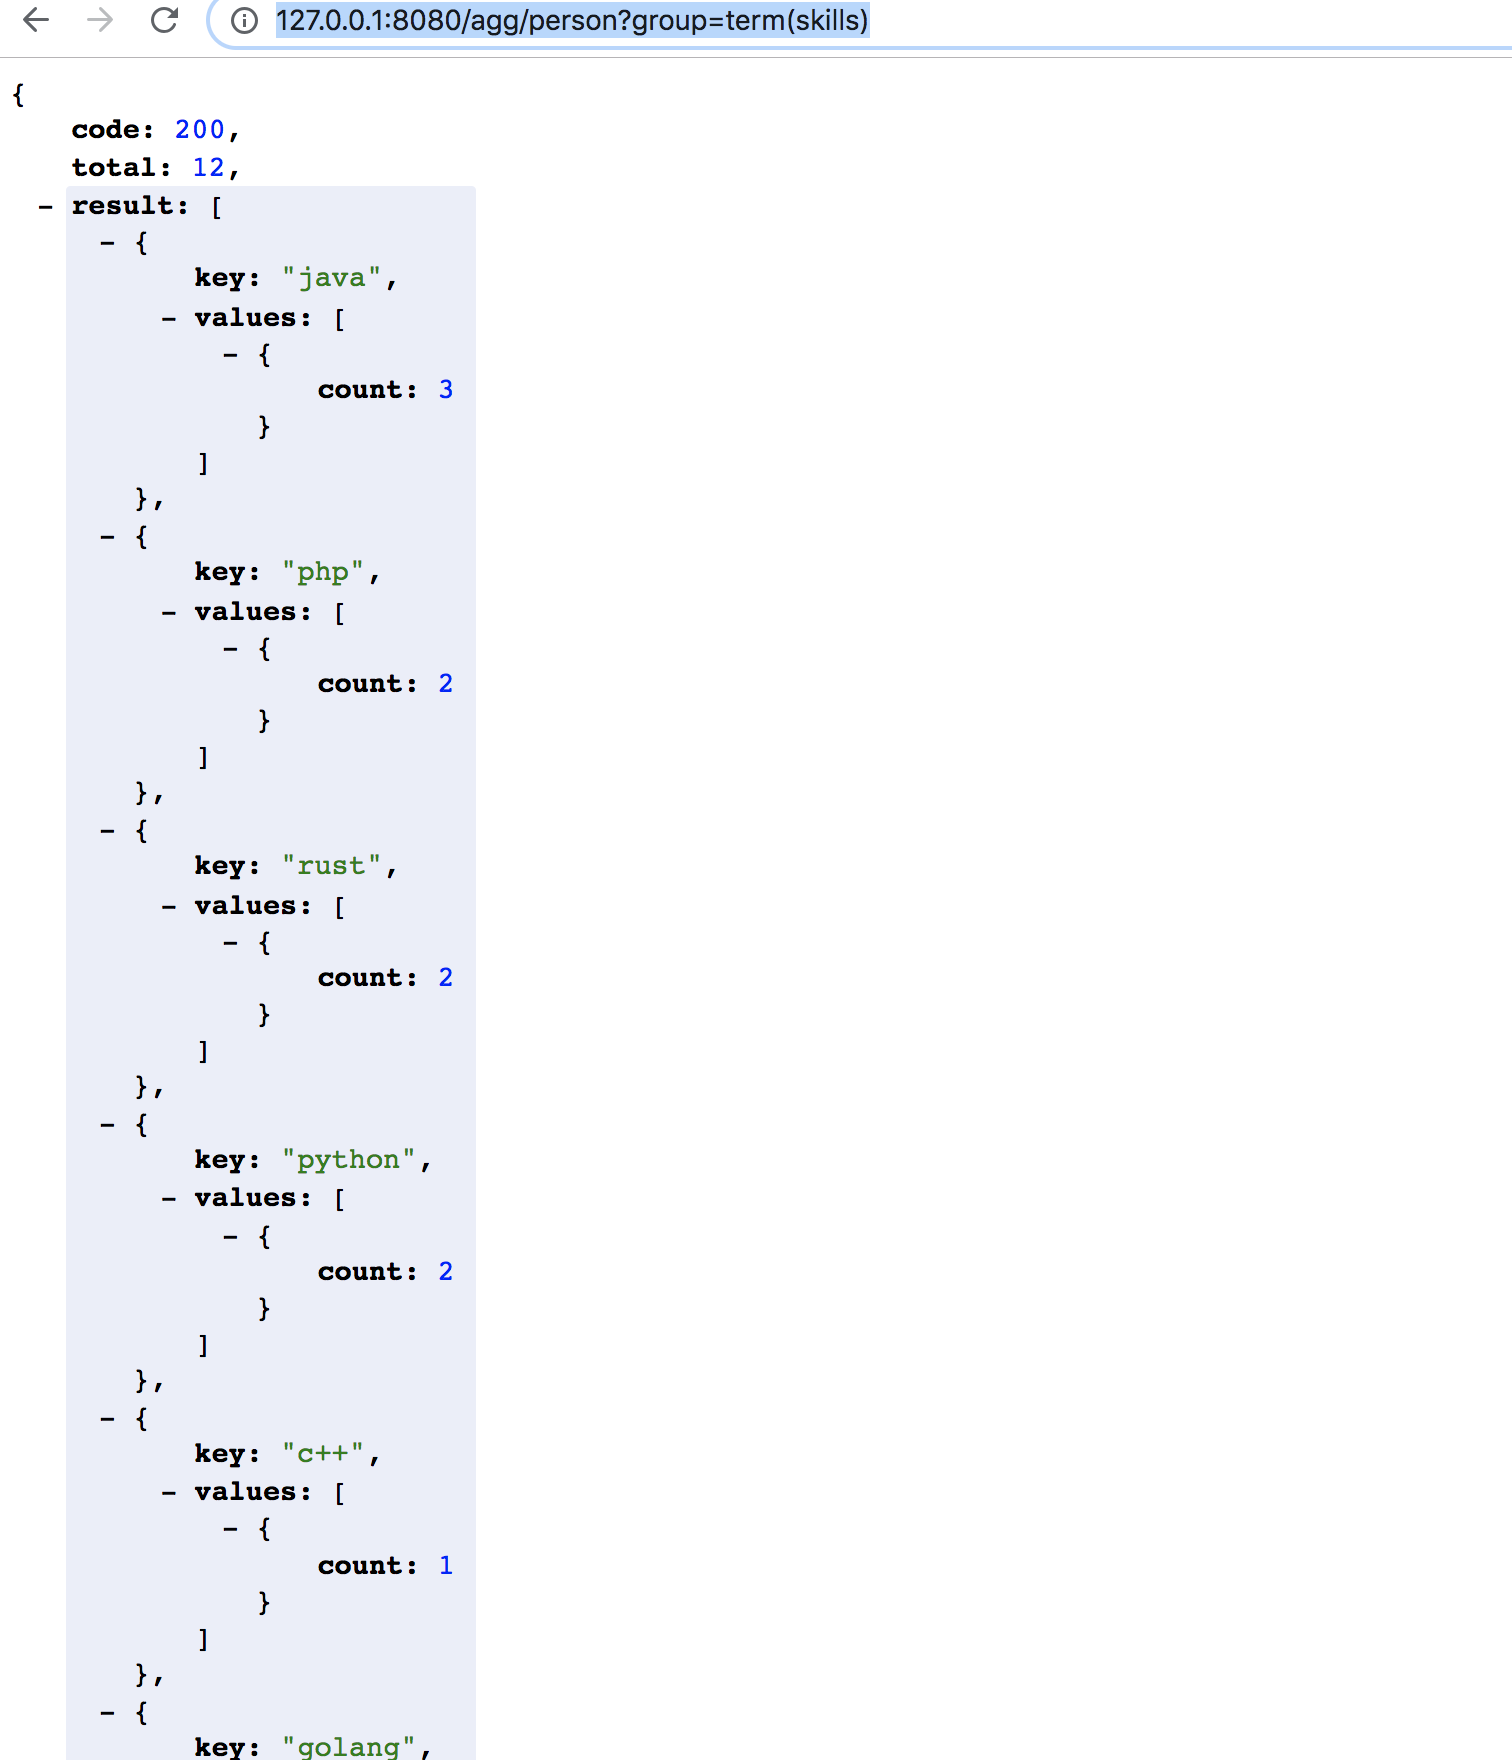 127.0.0.1:8080/agg/person?group=term(skills)
{
code: 200,
total: 12,
- result: [
- {
key: "java",
- values: [
- {
count: 3
}
]
},
- {
key: "php",
- values: [
- {
count: 2
}
]
},
- {
key: "rust",
- values: [
- {
count: 2
}
]
},
- {
key: "python",
- values: [
- {
count: 2
}
]
},
- {
key: "c++",
- values: [
- {
count: 1
}
]
},
- {
key: "golang",